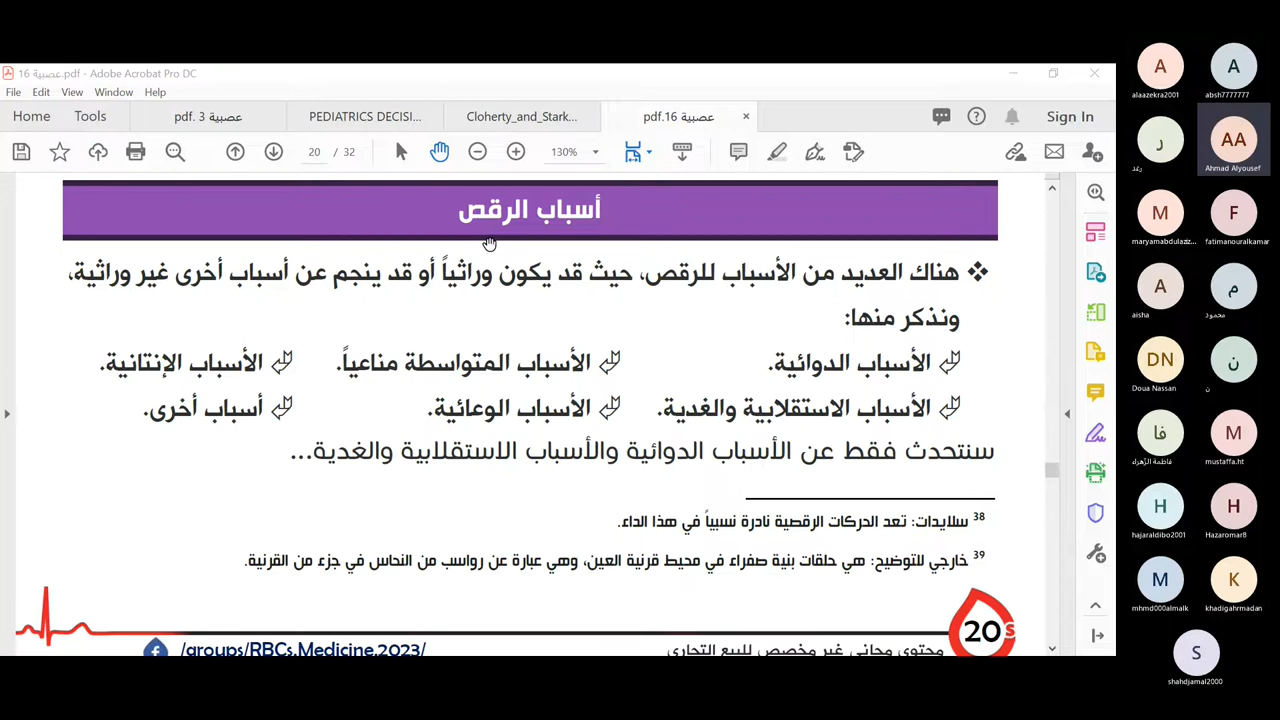 عصبية 16.pdf - Adobe Acrobat Pro DC
File Edit View Window Help
Home Tools
عصبية 3 .pdf
PEDIATRICS DECISI...
Cloherty_and_Stark...
عصبية 16.pdf ×
Sign In
20 / 32
130%
أسباب الرقص
هناك العديد من الأسباب للرقص، حيث قد يكون وراثياً أو قد ينجم عن أسباب أخرى غير وراثية،
ونذكر منها:
الأسباب الدوائية. الأسباب المتواسطة مناعياً. الأسباب الإنتانية.
الأسباب الاستقلابية والغدية. الأسباب الوعائية. أسباب أخرى.
سنتحدث فقط عن الأسباب الدوائية والأسباب الاستقلابية والغدية...
38 سلايدات: تعد الحركات الرقصية نادرة نسبياً في هذا الداء.
39 خارجي للتوضيح: هي حلقات بنية صفراء في محيط قرنية العين، وهي عبارة عن رواسب من النحاس في جزء من القرنية.
20
/groups/RBCs.Medicine.2023/
محتوى مجاني غير مخصص للبيع التجاري
A
alaazekra2001
A
absh7777777
ر
رغد
AA
Ahmad Alyousef
M
maryamabdulaziz...
F
fatimanouralkamar
A
aisha
م
محمود
DN
Doua Nassan
ن
ن
فا
فاطمة الزهراء
M
mustaffa.ht
H
hajaraldibo2001
H
Hazaromar8
M
mhmd000almalk
K
khadigahrmadan
S
shahdjamal2000